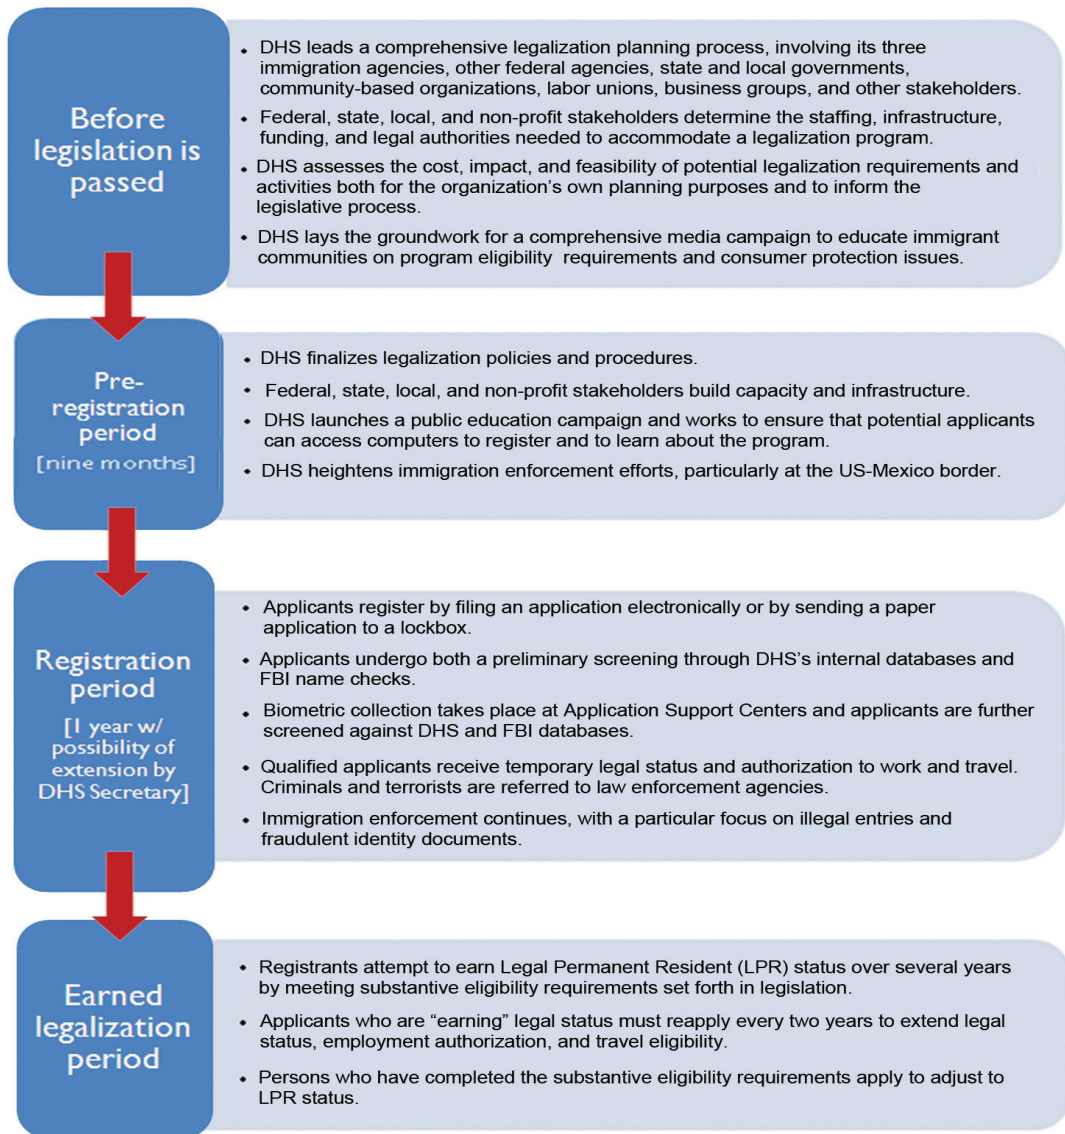 Before
legislation is
passed
• DHS leads a comprehensive legalization planning process, involving its three
immigration agencies, other federal agencies, state and local governments,
community-based organizations, labor unions, business groups, and other stakeholders.
• Federal, state, local, and non-profit stakeholders determine the staffing, infrastructure,
funding, and legal authorities needed to accommodate a legalization program.
• DHS assesses the cost, impact, and feasibility of potential legalization requirements and
activities both for the organization’s own planning purposes and to inform the
legislative process.
• DHS lays the groundwork for a comprehensive media campaign to educate immigrant
communities on program eligibility requirements and consumer protection issues.
Pre-
registration
period
[nine months]
• DHS finalizes legalization policies and procedures.
• Federal, state, local, and non-profit stakeholders build capacity and infrastructure.
• DHS launches a public education campaign and works to ensure that potential applicants
can access computers to register and to learn about the program.
• DHS heightens immigration enforcement efforts, particularly at the US-Mexico border.
Registration
period
[1 year w/
possibility of
extension by
DHS Secretary]
• Applicants register by filing an application electronically or by sending a paper
application to a lockbox.
• Applicants undergo both a preliminary screening through DHS’s internal databases and
FBI name checks.
• Biometric collection takes place at Application Support Centers and applicants are further
screened against DHS and FBI databases.
• Qualified applicants receive temporary legal status and authorization to work and travel.
Criminals and terrorists are referred to law enforcement agencies.
• Immigration enforcement continues, with a particular focus on illegal entries and
fraudulent identity documents.
Earned
legalization
period
• Registrants attempt to earn Legal Permanent Resident (LPR) status over several years
by meeting substantive eligibility requirements set forth in legislation.
• Applicants who are “earning” legal status must reapply every two years to extend legal
status, employment authorization, and travel eligibility.
• Persons who have completed the substantive eligibility requirements apply to adjust to
LPR status.